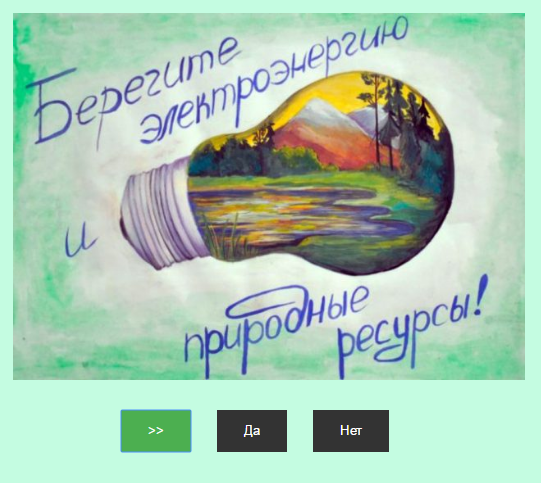 Берегите
электроэнергию
и
природные
ресурсы!
>> Да Нет